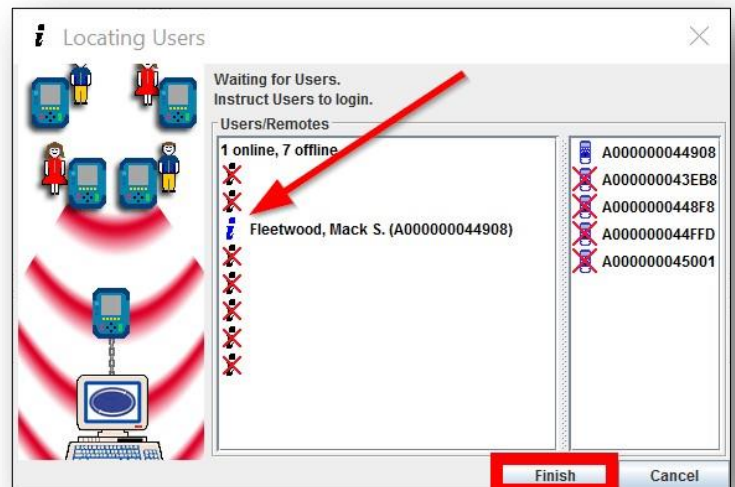 Locating Users
Waiting for Users.
Instruct Users to login.
Users/Remotes
1 online, 7 offline
Fleetwood, Mack S. (A000000044908)
A000000044908
A000000043EB8
A0000000448F8
A000000044FFD
A000000045001
Finish
Cancel